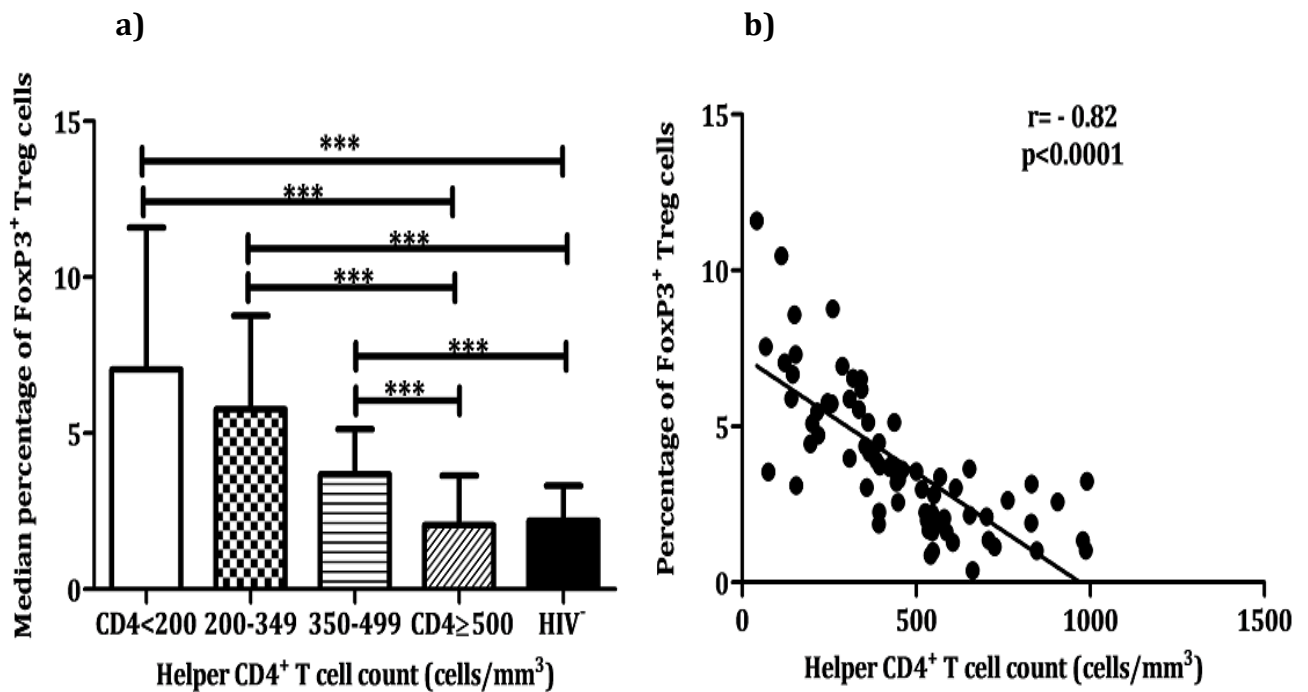 a)
Median percentage of FoxP3⁺ Treg cells
15
10
5
0
***
***
***
***
***
***
CD4<200 200-349 350-499 CD4≥500 HIV⁻
Helper CD4⁺ T cell count (cells/mm³)
b)
Percentage of FoxP3⁺ Treg cells
15
10
5
0
r= - 0.82
p<0.0001
0 500 1000 1500
Helper CD4⁺ T cell count (cells/mm³)